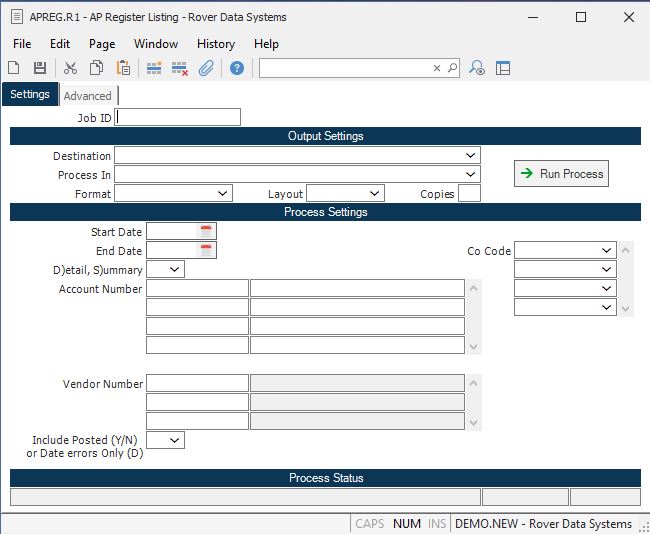 APREG.R1 - AP Register Listing - Rover Data Systems
File Edit Page Window History Help
Settings Advanced
Job ID
Output Settings
Destination
Process In
Run Process
Format Layout Copies
Process Settings
Start Date
End Date Co Code
D)etail, S)ummary
Account Number
Vendor Number
Include Posted (Y/N)
or Date errors Only (D)
Process Status
CAPS NUM INS DEMO.NEW - Rover Data Systems